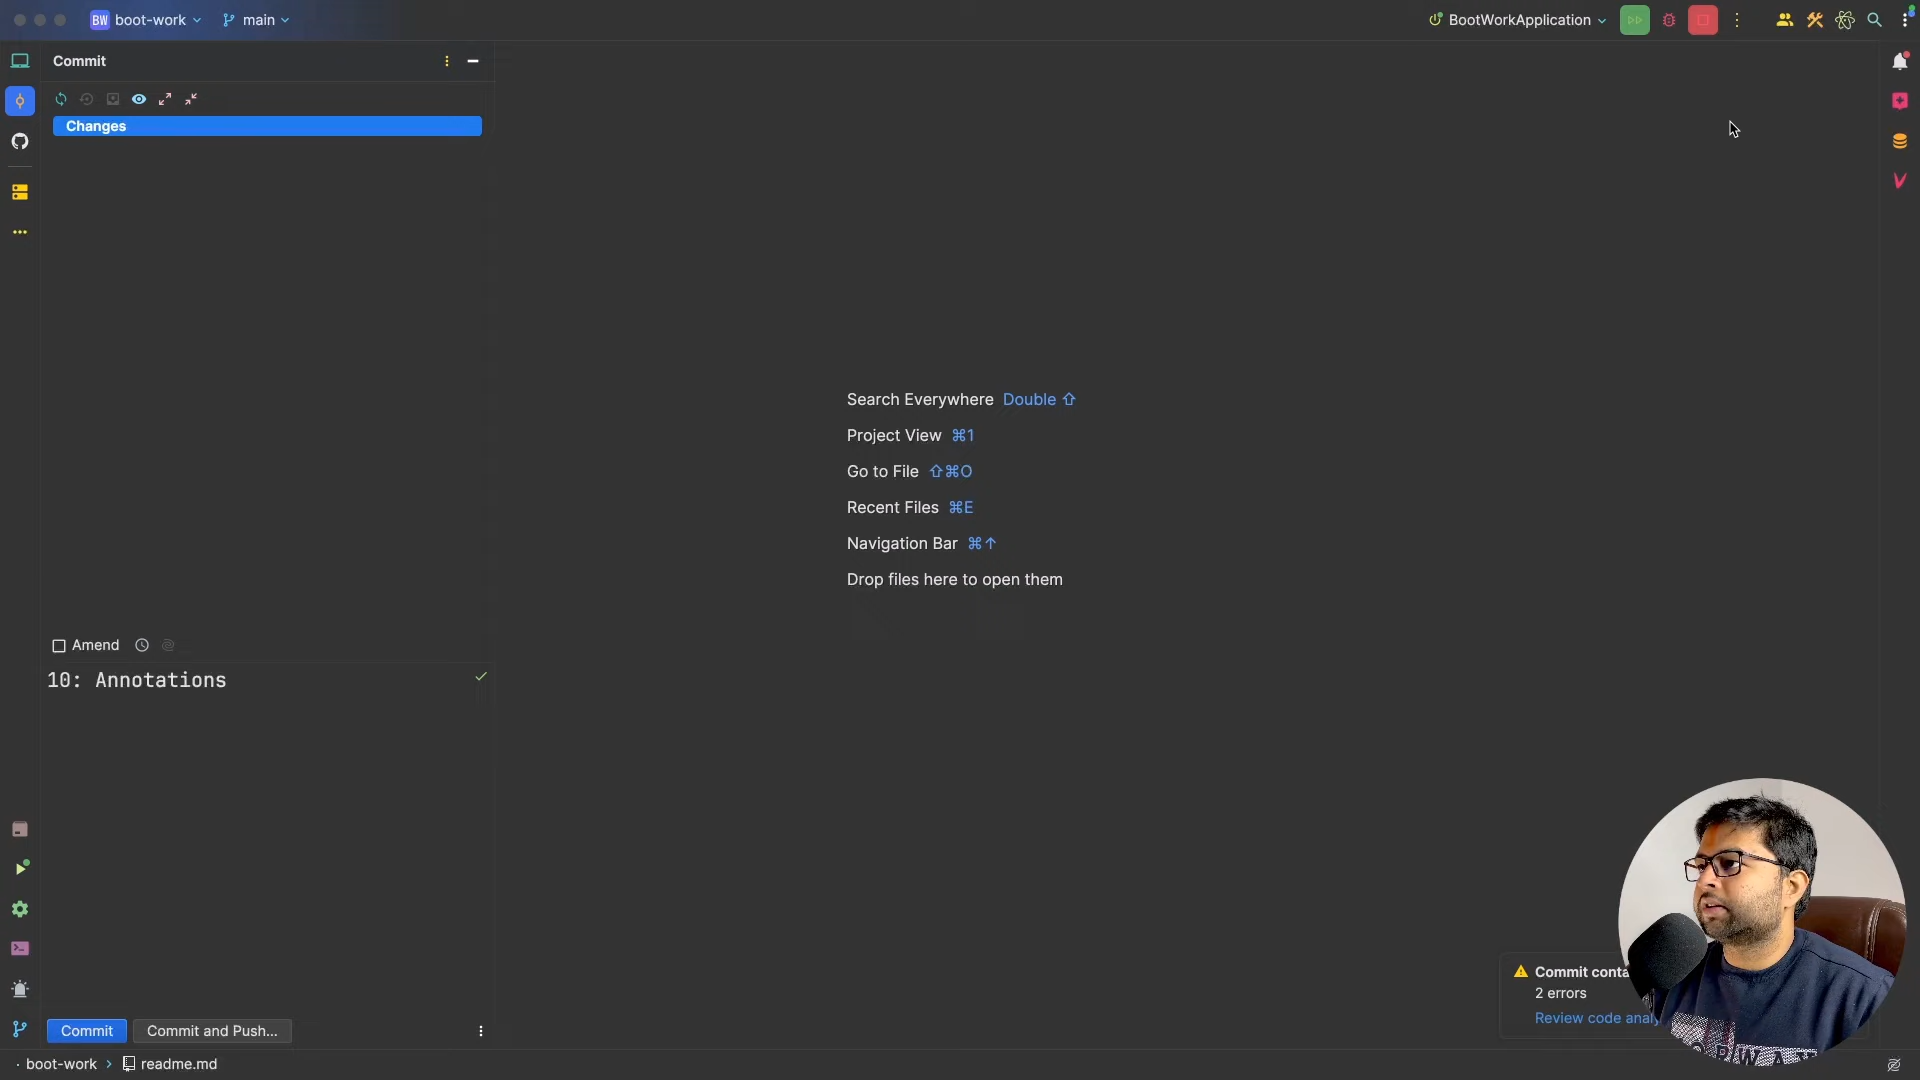 BW boot-work main BootWorkApplication
Commit
Changes
Search Everywhere Double ⇧
Project View ⌘1
Go to File ⇧⌘O
Recent Files ⌘E
Navigation Bar ⌘↑
Drop files here to open them
Amend
10: Annotations
Commit
2 errors
Review code
Commit Commit and Push...
boot-work > readme.md